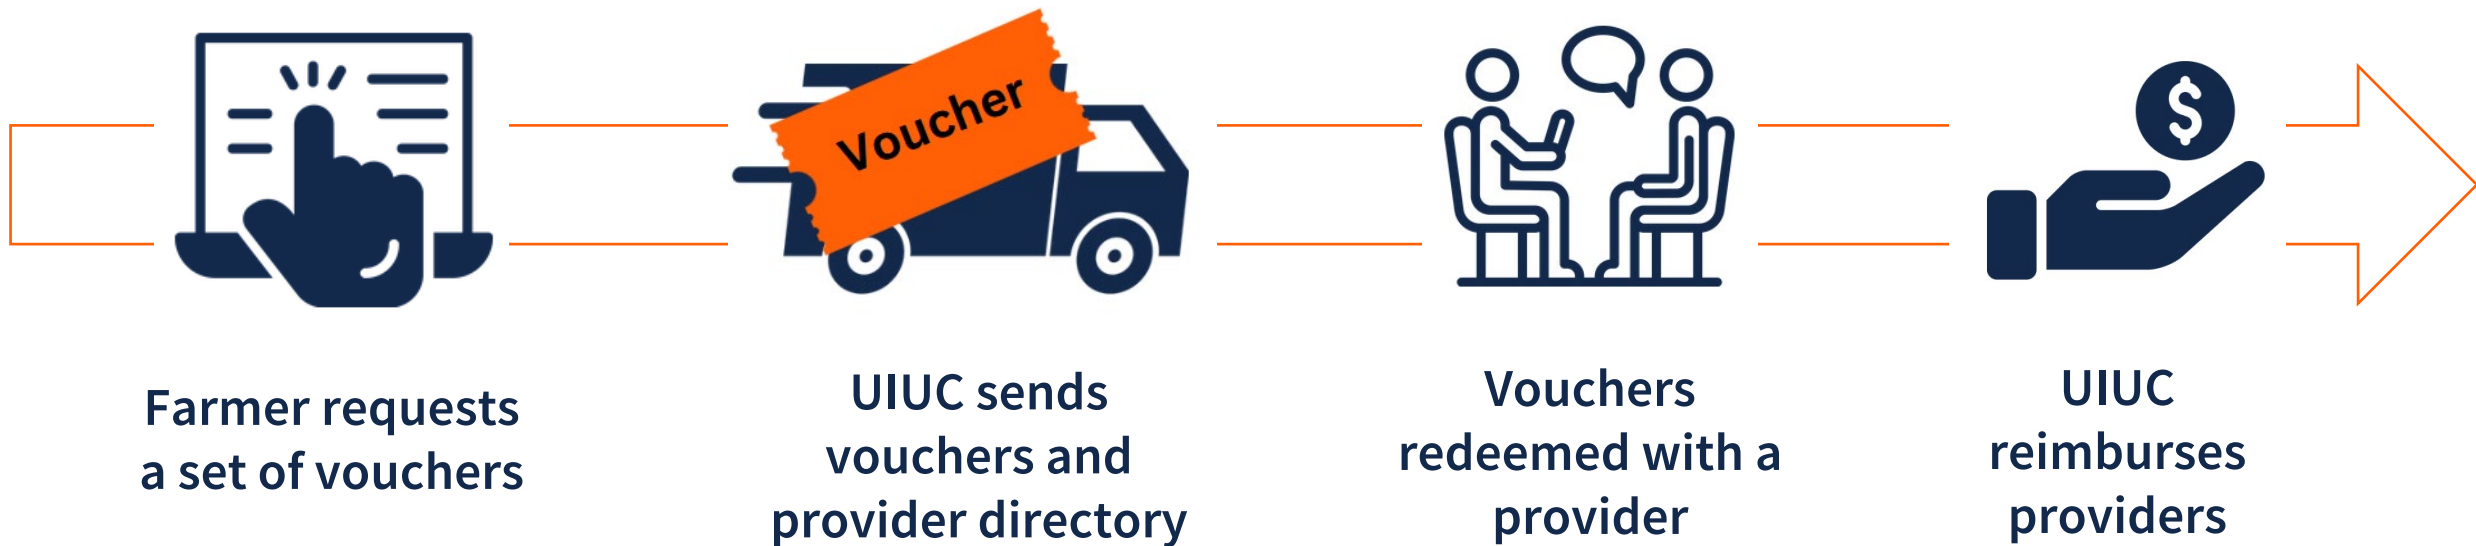 Voucher
$
Farmer requests
a set of vouchers
UIUC sends
vouchers and
provider directory
Vouchers
redeemed with a
provider
UIUC
reimburses
providers